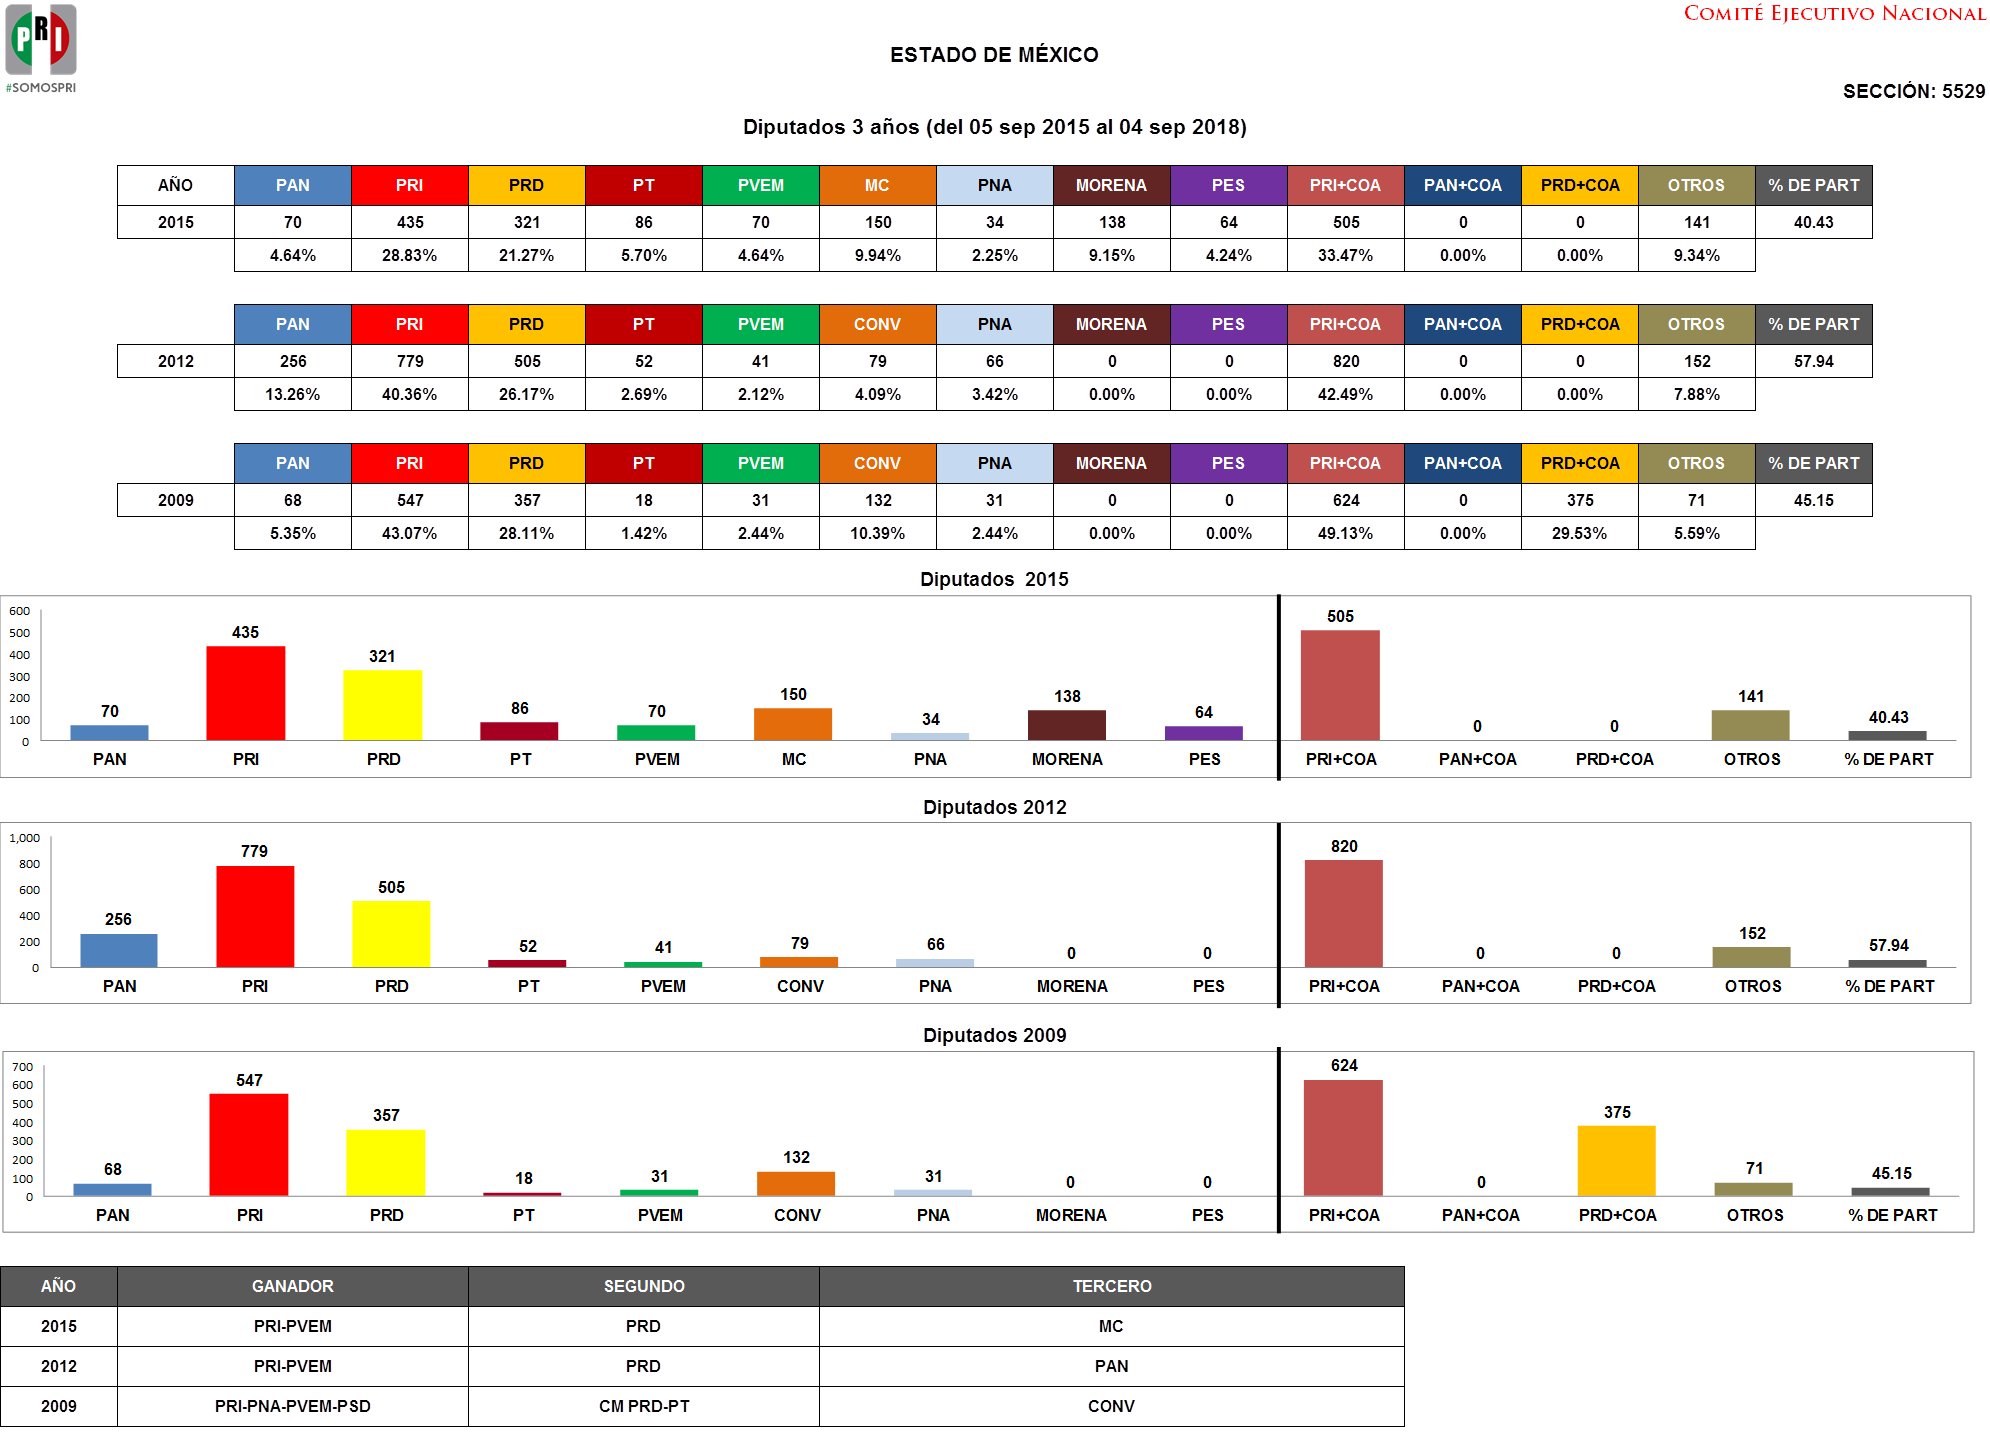 PRI
#SOMOSPRI
COMITÉ EJECUTIVO NACIONAL
ESTADO DE MÉXICO
SECCIÓN: 5529
Diputados 3 años (del 05 sep 2015 al 04 sep 2018)
AÑO PAN PRI PRD PT PVEM MC PNA MORENA PES PRI+COA PAN+COA PRD+COA OTROS % DE PART
2015 70 435 321 86 70 150 34 138 64 505 0 0 141 40.43
4.64% 28.83% 21.27% 5.70% 4.64% 9.94% 2.25% 9.15% 4.24% 33.47% 0.00% 0.00% 9.34%
PAN PRI PRD PT PVEM CONV PNA MORENA PES PRI+COA PAN+COA PRD+COA OTROS % DE PART
2012 256 779 505 52 41 79 66 0 0 820 0 0 152 57.94
13.26% 40.36% 26.17% 2.69% 2.12% 4.09% 3.42% 0.00% 0.00% 42.49% 0.00% 0.00% 7.88%
PAN PRI PRD PT PVEM CONV PNA MORENA PES PRI+COA PAN+COA PRD+COA OTROS % DE PART
2009 68 547 357 18 31 132 31 0 0 624 0 375 71 45.15
5.35% 43.07% 28.11% 1.42% 2.44% 10.39% 2.44% 0.00% 0.00% 49.13% 0.00% 29.53% 5.59%
Diputados 2015
600
500
400
300
200
100
0
70 435 321 86 70 150 34 138 64 505 0 0 141 40.43
PAN PRI PRD PT PVEM MC PNA MORENA PES PRI+COA PAN+COA PRD+COA OTROS % DE PART
Diputados 2012
1,000
800
600
400
200
0
256 779 505 52 41 79 66 0 0 820 0 0 152 57.94
PAN PRI PRD PT PVEM CONV PNA MORENA PES PRI+COA PAN+COA PRD+COA OTROS % DE PART
Diputados 2009
700
600
500
400
300
200
100
0
68 547 357 18 31 132 31 0 0 624 0 375 71 45.15
PAN PRI PRD PT PVEM CONV PNA MORENA PES PRI+COA PAN+COA PRD+COA OTROS % DE PART
AÑO GANADOR SEGUNDO TERCERO
2015 PRI-PVEM PRD MC
2012 PRI-PVEM PRD PAN
2009 PRI-PNA-PVEM-PSD CM PRD-PT CONV